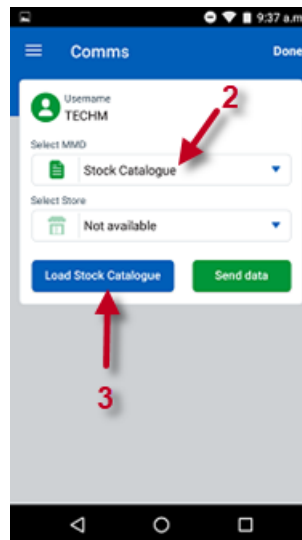 9:37 a.m
Comms Done
2
Username
TECHM
Select MMD
Stock Catalogue
Select Store
Not available
Load Stock Catalogue Send data
3